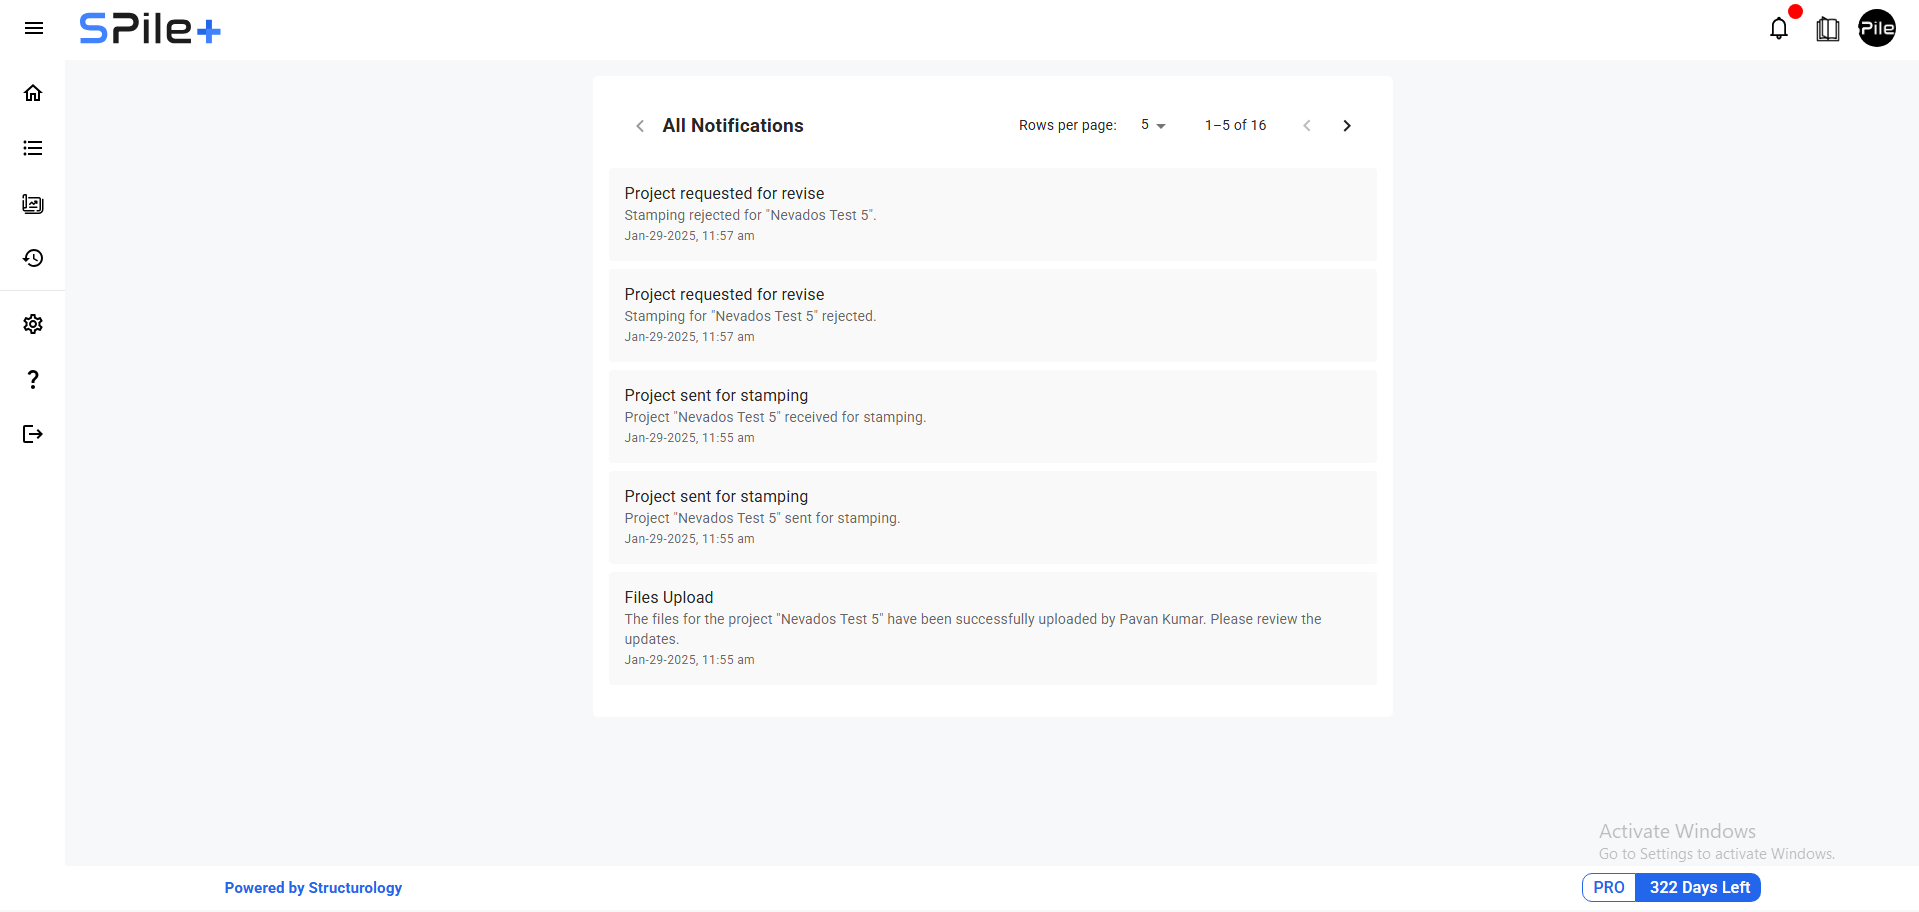 SPile+
Pile
All Notifications
Rows per page: 5 1–5 of 16
Project requested for revise
Stamping rejected for "Nevados Test 5".
Jan-29-2025, 11:57 am
Project requested for revise
Stamping for "Nevados Test 5" rejected.
Jan-29-2025, 11:57 am
Project sent for stamping
Project "Nevados Test 5" received for stamping.
Jan-29-2025, 11:55 am
Project sent for stamping
Project "Nevados Test 5" sent for stamping.
Jan-29-2025, 11:55 am
Files Upload
The files for the project "Nevados Test 5" have been successfully uploaded by Pavan Kumar. Please review the
updates.
Jan-29-2025, 11:55 am
Activate Windows
Go to Settings to activate Windows.
Powered by Structurology
PRO 322 Days Left